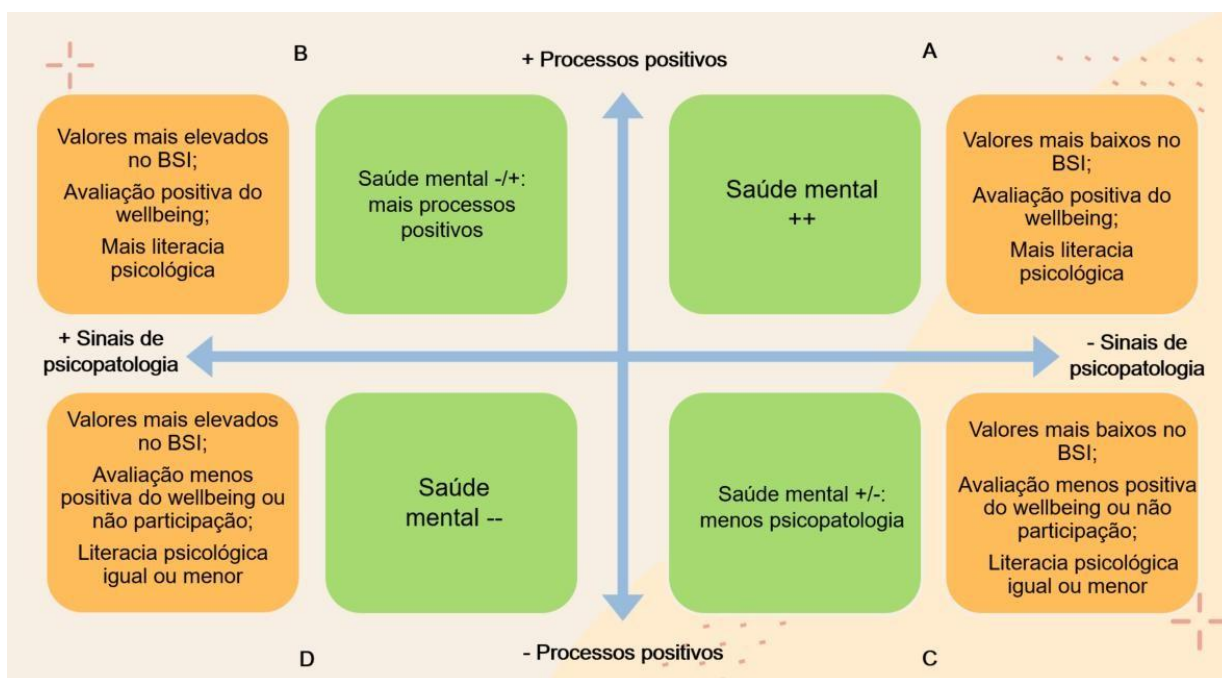 B
+ Processos positivos
A
Valores mais elevados
no BSI;
Avaliação positiva do
wellbeing;
Mais literacia
psicológica
Saúde mental -/+:
mais processos
positivos
Saúde mental
++
Valores mais baixos no
BSI;
Avaliação positiva do
wellbeing;
Mais literacia
psicológica
+ Sinais de
psicopatologia
- Sinais de
psicopatologia
Valores mais elevados
no BSI;
Avaliação menos
positiva do wellbeing ou
não participação;
Literacia psicológica
igual ou menor
Saúde
mental --
Saúde mental +/-:
menos psicopatologia
Valores mais baixos no
BSI;
Avaliação menos positiva
do wellbeing ou não
participação;
Literacia psicológica
igual ou menor
D
- Processos positivos
C